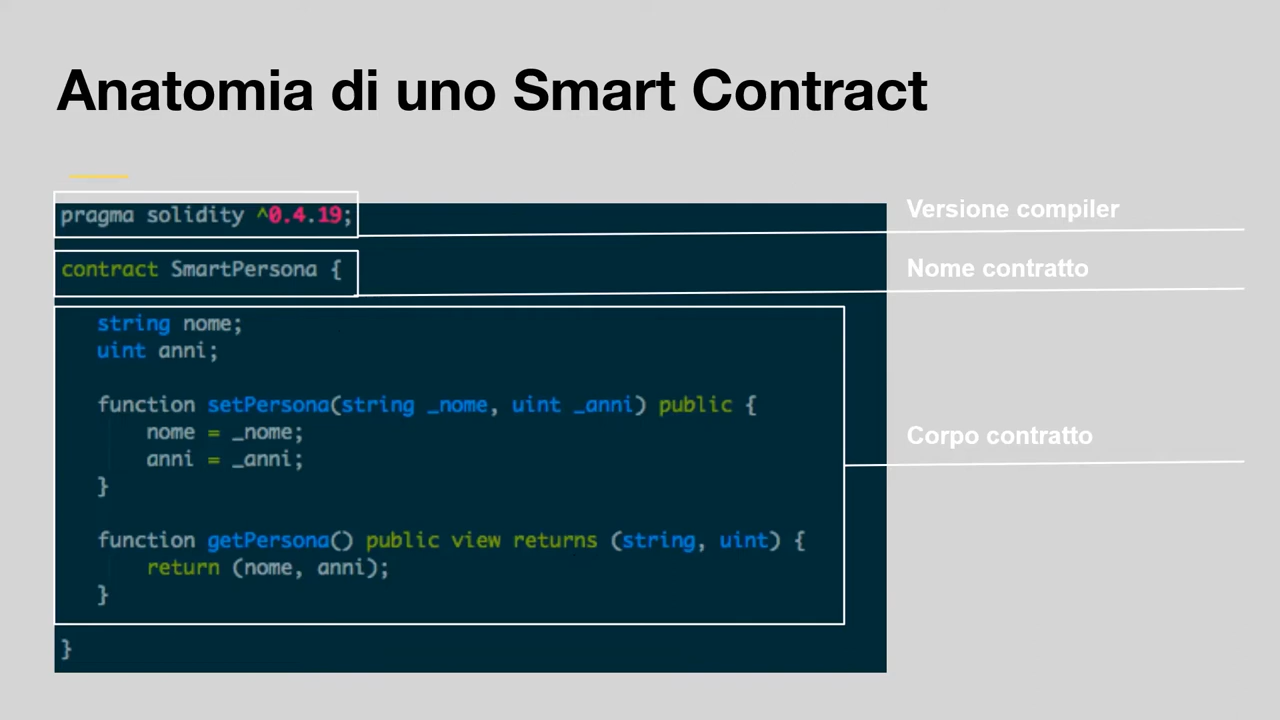 Anatomia di uno Smart Contract
pragma solidity ^0.4.19;
Versione compiler
contract SmartPersona {
Nome contratto
string nome;
uint anni;
function setPersona(string _nome, uint _anni) public {
nome = _nome;
anni = _anni;
}
Corpo contratto
function getPersona() public view returns (string, uint) {
return (nome, anni);
}
}